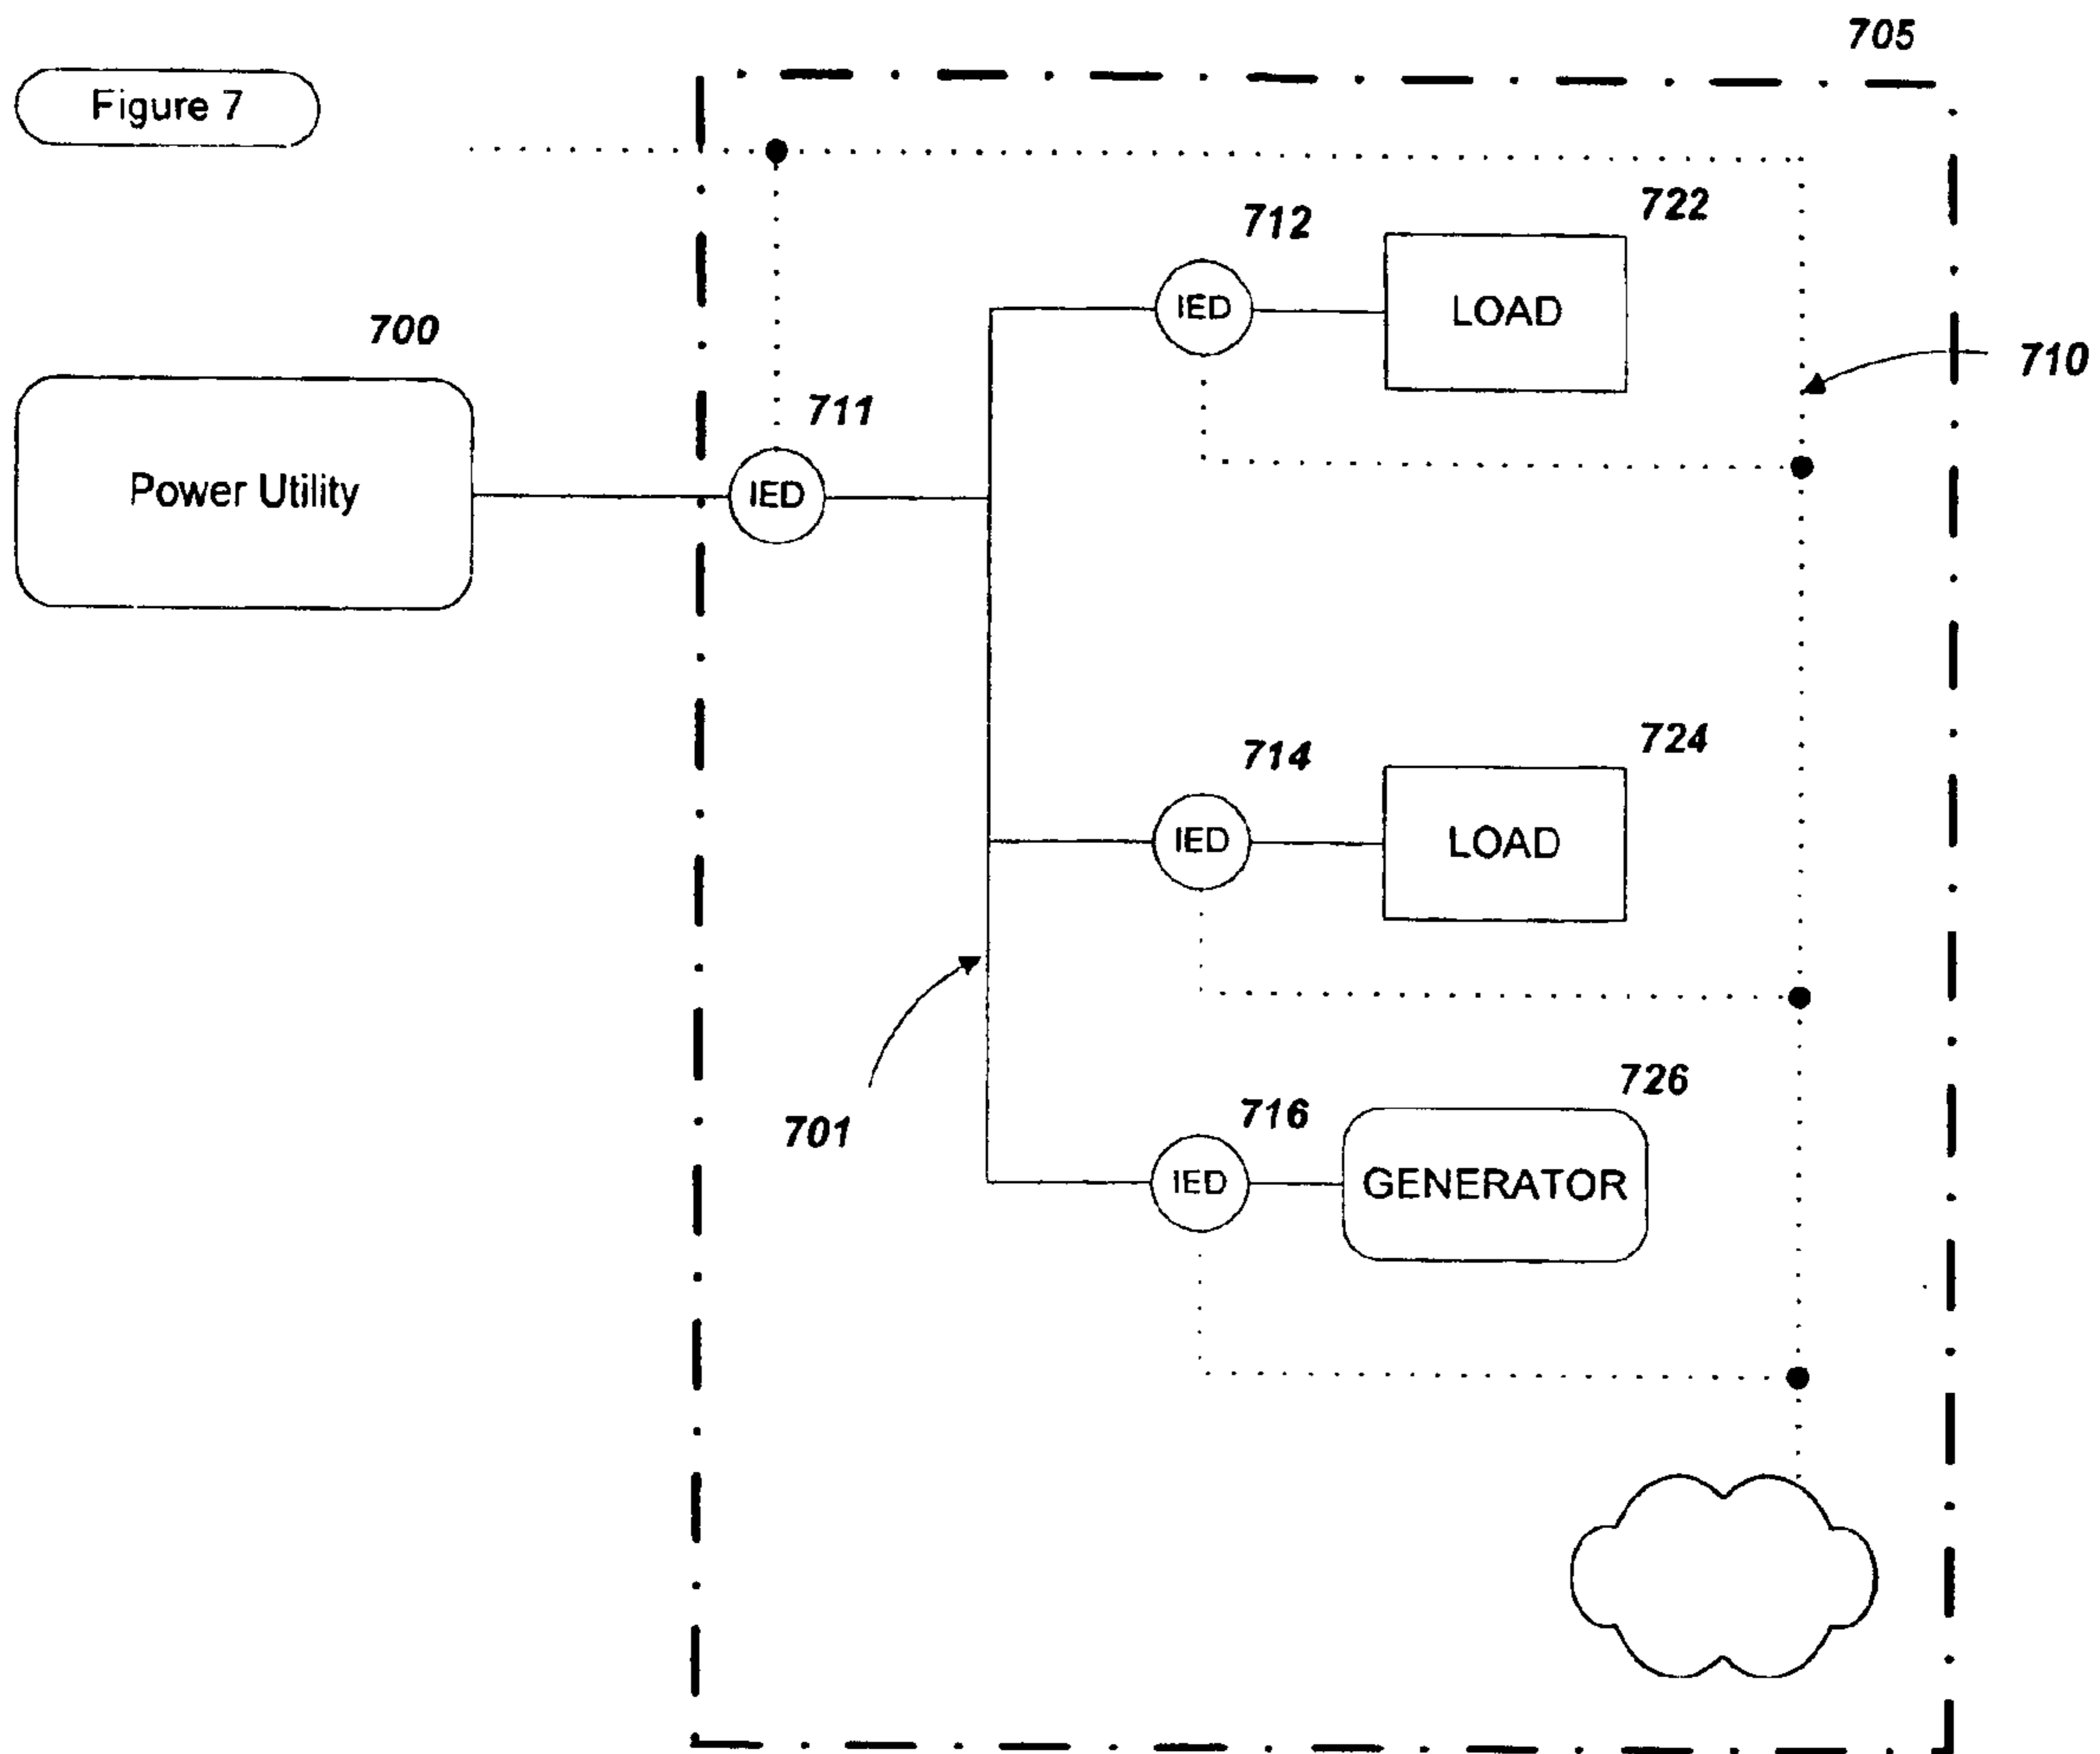 705
Figure 7
722
712
IED
LOAD
700
710
711
Power Utility
IED
724
714
IED
LOAD
726
716
701
IED
GENERATOR